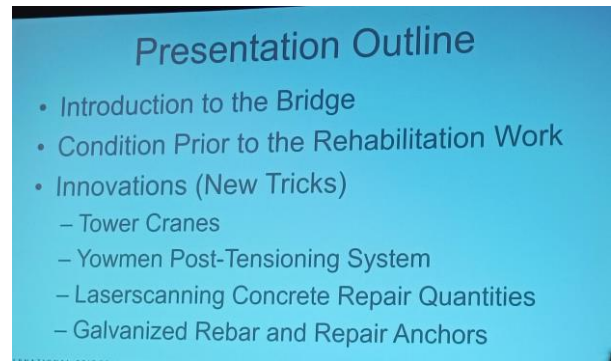 Presentation Outline
• Introduction to the Bridge
• Condition Prior to the Rehabilitation Work
• Innovations (New Tricks)
– Tower Cranes
– Yowmen Post-Tensioning System
– Laserscanning Concrete Repair Quantities
– Galvanized Rebar and Repair Anchors